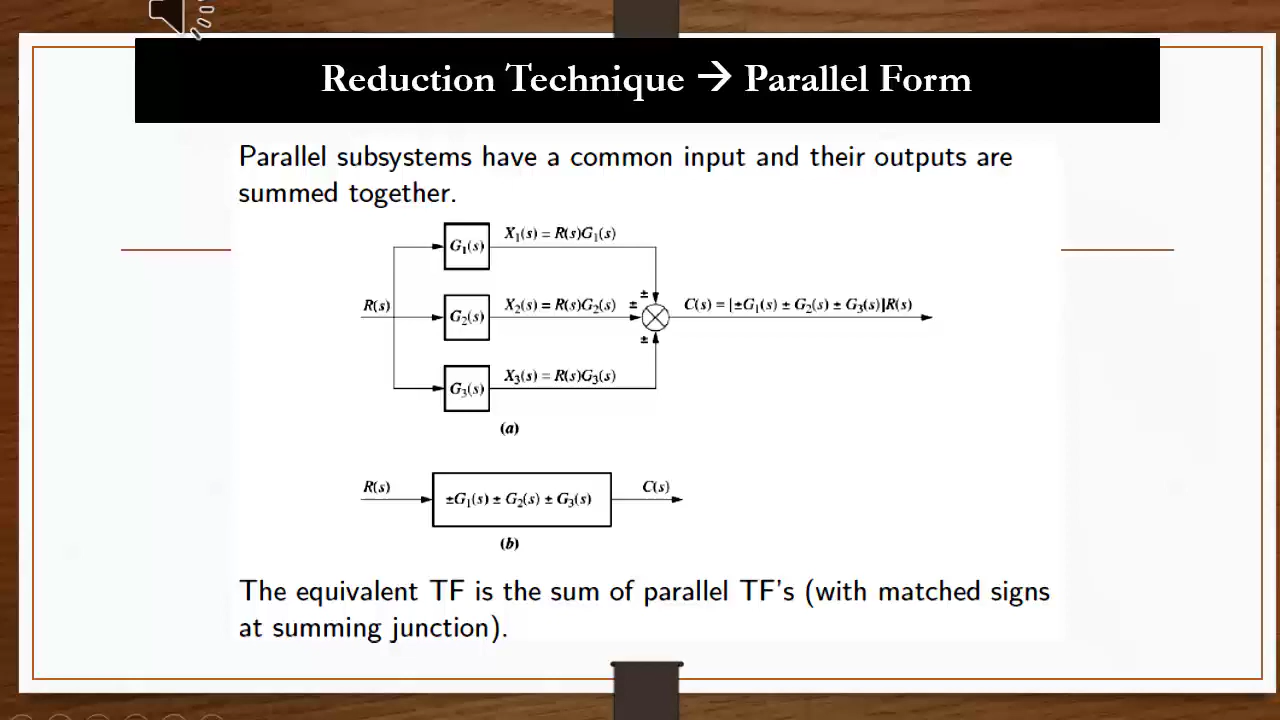 Reduction Technique → Parallel Form
Parallel subsystems have a common input and their outputs are
summed together.
G₁(s)
X₁(s) = R(s)G₁(s)
±
R(s)
G₂(s)
X₂(s) = R(s)G₂(s)
±
C(s) = [±G₁(s) ± G₂(s) ± G₃(s)]R(s)
±
G₃(s)
X₃(s) = R(s)G₃(s)
(a)
R(s)
±G₁(s) ± G₂(s) ± G₃(s)
C(s)
(b)
The equivalent TF is the sum of parallel TF's (with matched signs
at summing junction).